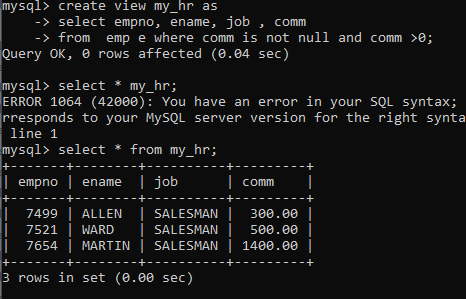 mysql> create view my_hr as
    -> select empno, ename, job , comm
    -> from  emp e where comm is not null and comm >0;
Query OK, 0 rows affected (0.04 sec)
mysql> select * my_hr;
ERROR 1064 (42000): You have an error in your SQL syntax;
rresponds to your MySQL server version for the right synta
 line 1
mysql> select * from my_hr;
+-------+--------+----------+---------+
| empno | ename  | job      | comm    |
+-------+--------+----------+---------+
|  7499 | ALLEN  | SALESMAN |  300.00 |
|  7521 | WARD   | SALESMAN |  500.00 |
|  7654 | MARTIN | SALESMAN | 1400.00 |
+-------+--------+----------+---------+
3 rows in set (0.00 sec)